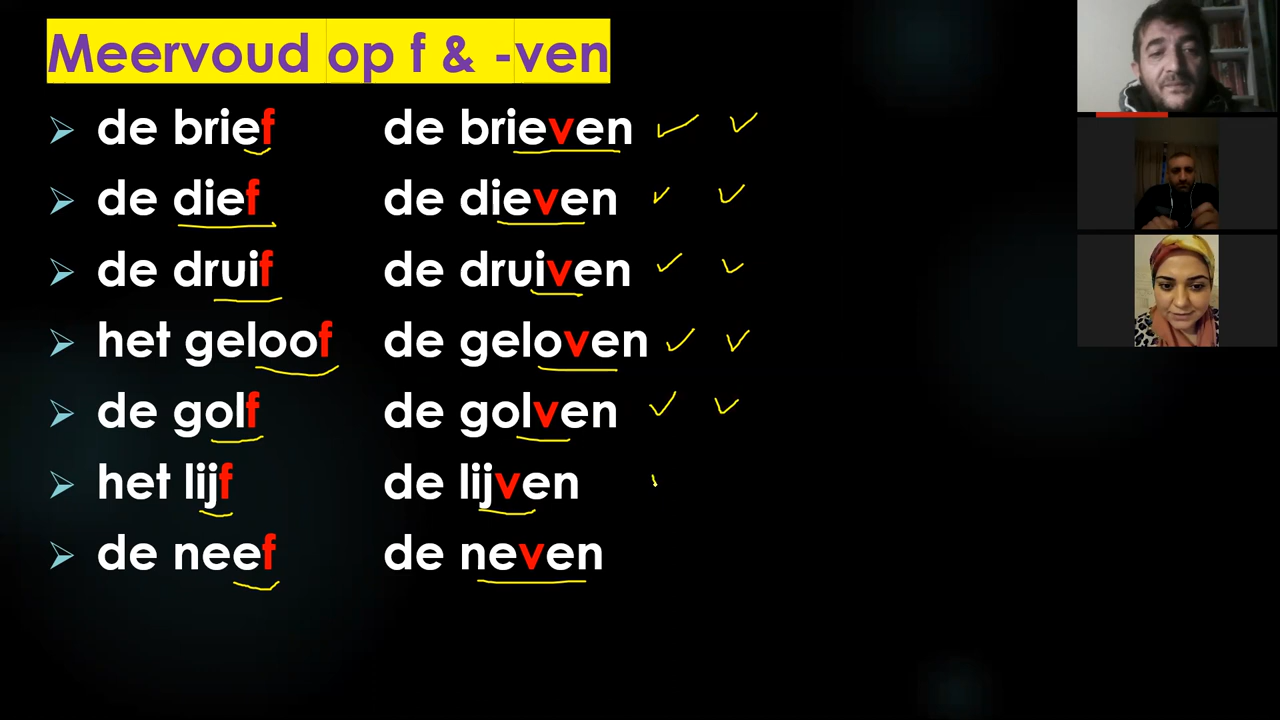 Meervoud op f & -ven
de brief de brieven
de dief de dieven
de druif de druiven
het geloof de geloven
de golf de golven
het lijf de lijven
de neef de neven